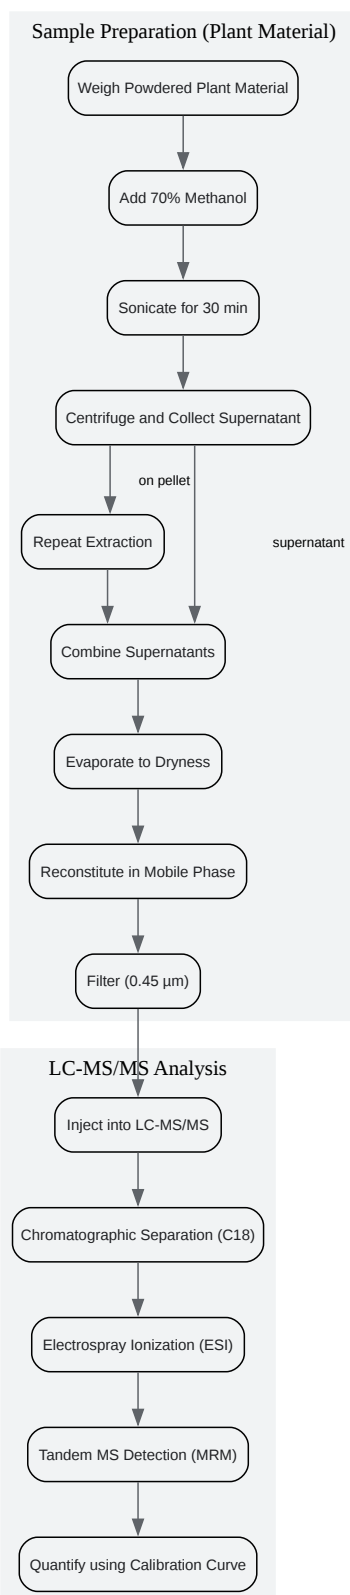 Sample Preparation (Plant Material)
Weigh Powdered Plant Material
Add 70% Methanol
Sonicate for 30 min
Centrifuge and Collect Supernatant
on pellet
Repeat Extraction
supernatant
Combine Supernatants
Evaporate to Dryness
Reconstitute in Mobile Phase
Filter (0.45 µm)
LC-MS/MS Analysis
Inject into LC-MS/MS
Chromatographic Separation (C18)
Electrospray Ionization (ESI)
Tandem MS Detection (MRM)
Quantify using Calibration Curve